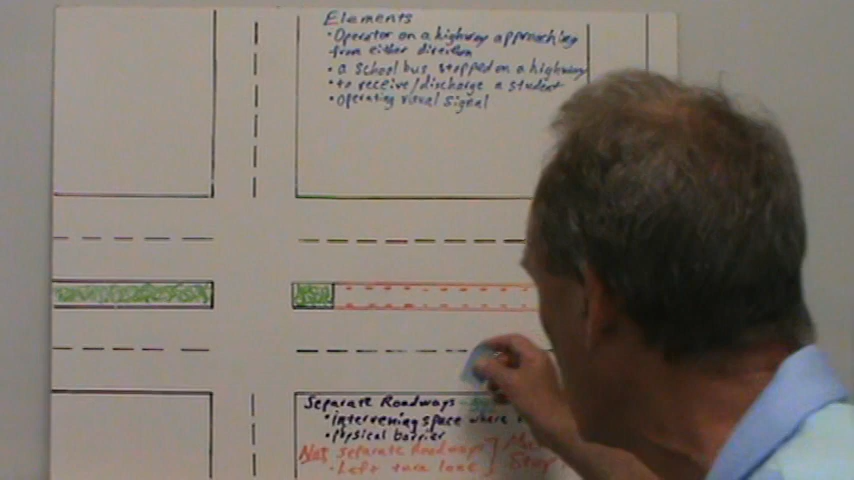 Elements
• Operator on a highway approaching
from either direction
• a School bus stopped on a highway
• to receive/discharge a student
• Operating visual signal
Separate Roadways -
• intervening space where
• Physical barrier
Not separate Roadways
• Left turn lane
Stop